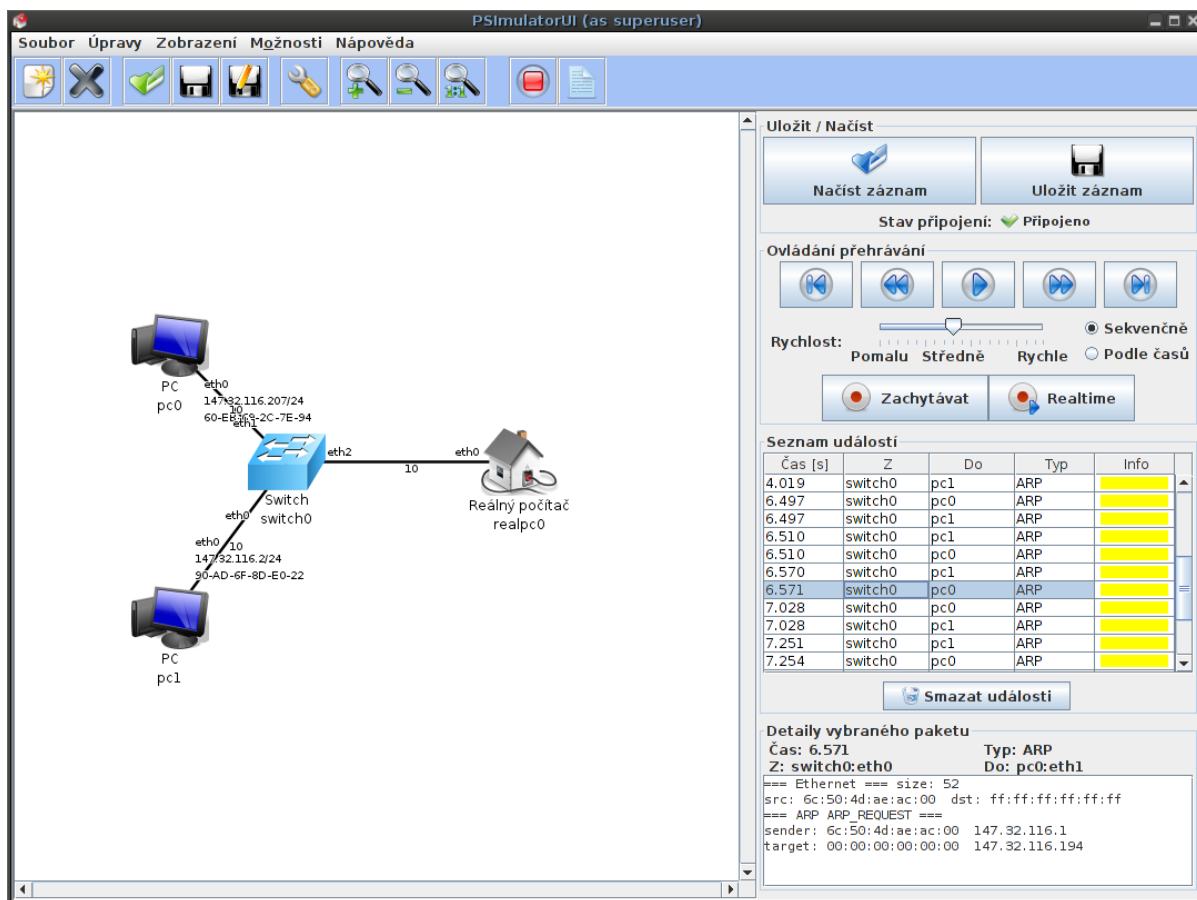 PSImulatorUI (as superuser)
Soubor Úpravy Zobrazení Možnosti Nápověda
1:1
PC
pc0
eth0
147.32.116.207/24
10
60-EB-69-2C-7E-94
eth1
eth2
eth0
10
Switch
switch0
Reálný počítač
realpc0
eth0
eth0
10
147.32.116.2/24
90-AD-6F-8D-E0-22
PC
pc1
Uložit / Načíst
Načíst záznam
Uložit záznam
Stav připojení: Připojeno
Ovládání přehrávání
Rychlost:
Pomalu Středně Rychle
Sekvenčně
Podle časů
Zachytávat
Realtime
Seznam událostí
Čas [s] Z Do Typ Info
4.019 switch0 pc1 ARP
6.497 switch0 pc0 ARP
6.497 switch0 pc1 ARP
6.510 switch0 pc1 ARP
6.510 switch0 pc0 ARP
6.570 switch0 pc1 ARP
6.571 switch0 pc0 ARP
7.028 switch0 pc0 ARP
7.028 switch0 pc1 ARP
7.251 switch0 pc1 ARP
7.254 switch0 pc0 ARP
Smazat události
Detaily vybraného paketu
Čas: 6.571 Typ: ARP
Z: switch0:eth0 Do: pc0:eth1
=== Ethernet === size: 52
src: 6c:50:4d:ae:ac:00 dst: ff:ff:ff:ff:ff:ff
=== ARP ARP_REQUEST ===
sender: 6c:50:4d:ae:ac:00 147.32.116.1
target: 00:00:00:00:00:00 147.32.116.194